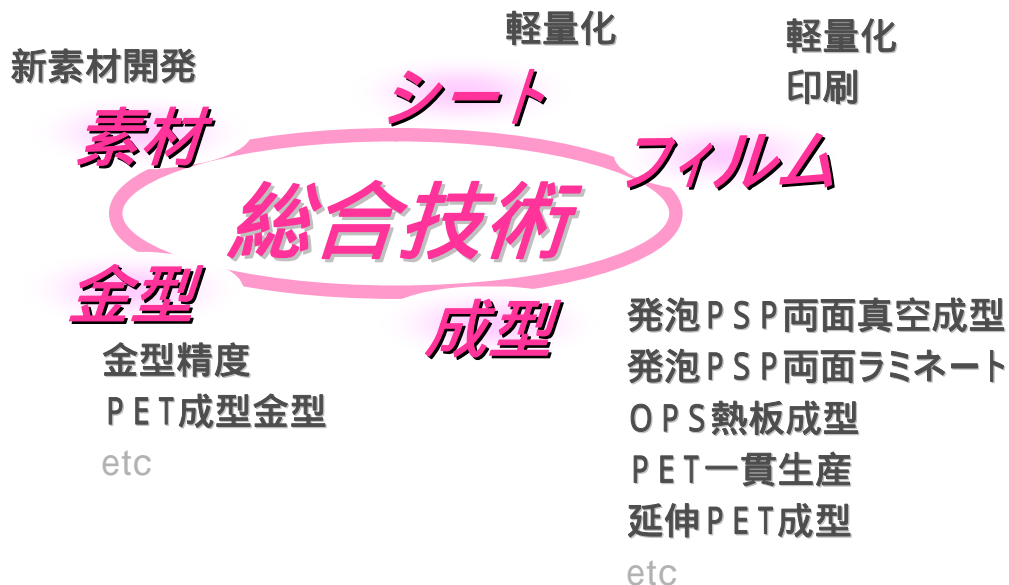 新素材開発
素材
軽量化
シート
軽量化
印刷
フィルム
総合技術
金型
金型精度
PET成型金型
etc
成型
発泡PSP両面真空成型
発泡PSP両面ラミネート
OPS熱板成型
PET一貫生産
延伸PET成型
etc